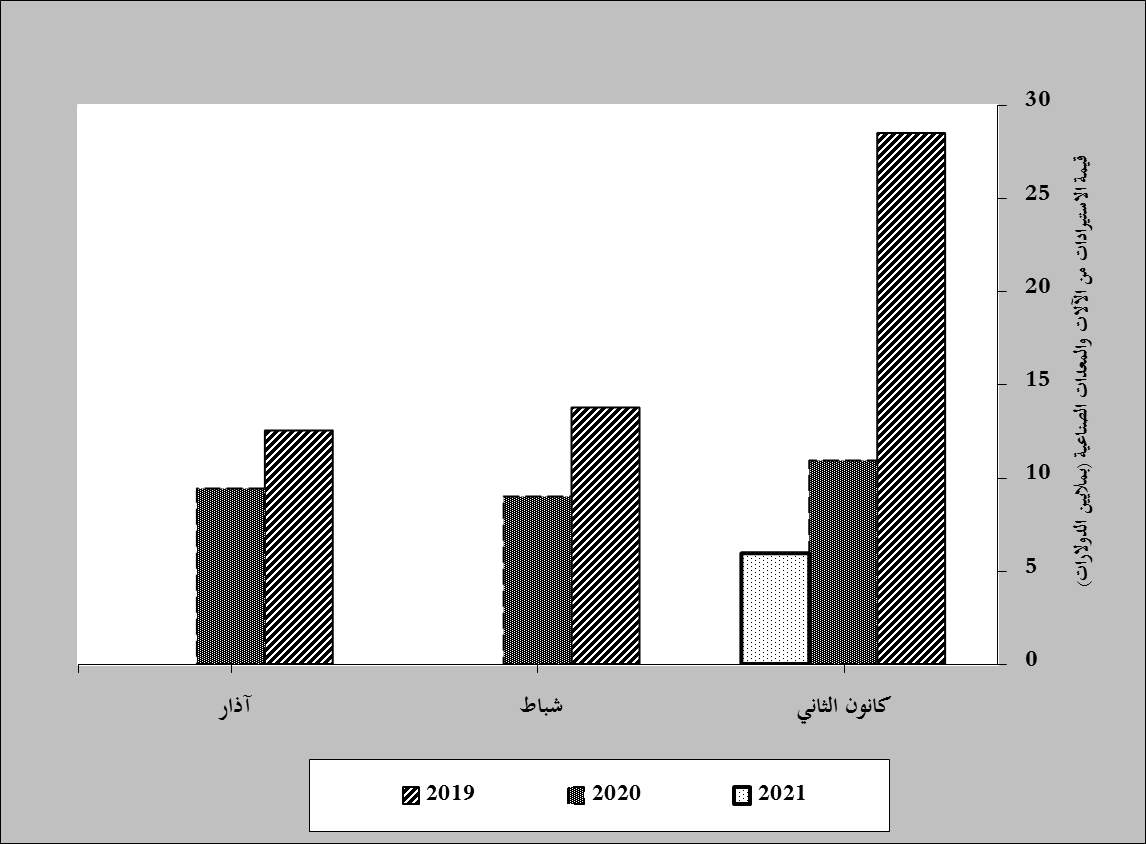 30
25
20
15
10
5
0
قيمة الاستيرادات من الآلات والمعدات الصناعية (بملايين الدولارات)
كانون الثاني
شباط
آذار
2019
2020
2021